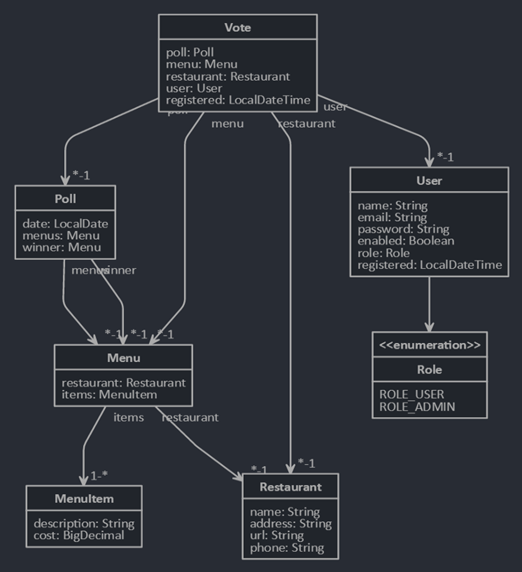 Vote
poll: Poll
menu: Menu
restaurant: Restaurant
user: User
registered: LocalDateTime
poll
menu
restaurant
user
*-1
*-1
Poll
date: LocalDate
menus: Menu
winner: Menu
User
name: String
email: String
password: String
enabled: Boolean
role: Role
registered: LocalDateTime
menus
winner
*-1
*-1
*-1
<<enumeration>>
Role
ROLE_USER
ROLE_ADMIN
Menu
restaurant: Restaurant
items: MenuItem
items
restaurant
1-*
*-1
*-1
MenuItem
description: String
cost: BigDecimal
Restaurant
name: String
address: String
url: String
phone: String